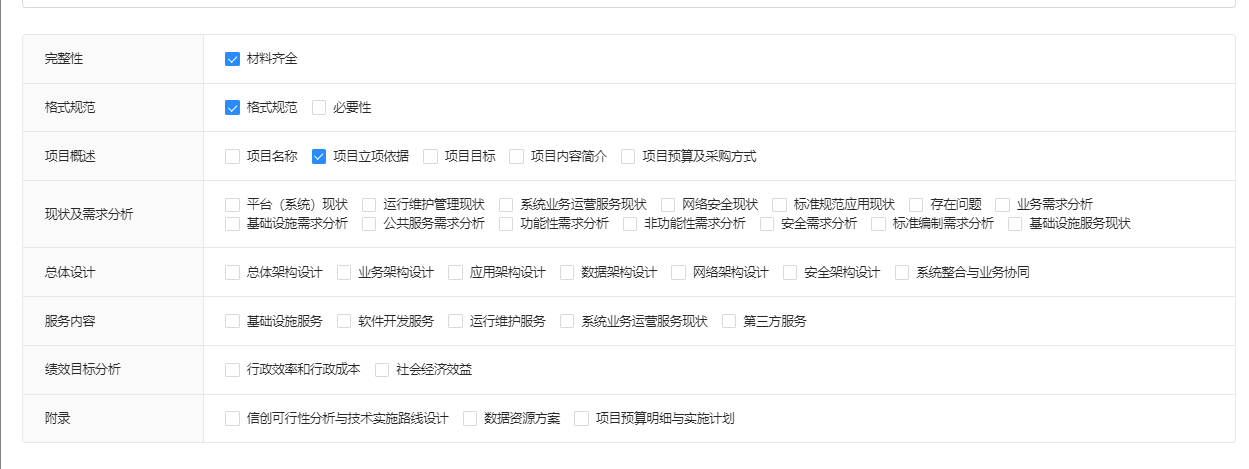 完整性 材料齐全
格式规范 格式规范 必要性
项目概述 项目名称 项目立项依据 项目目标 项目内容简介 项目预算及采购方式
现状及需求分析 平台（系统）现状 运行维护管理现状 系统业务运营服务现状 网络安全现状 标准规范应用现状 存在问题 业务需求分析
基础设施需求分析 公共服务需求分析 功能性需求分析 非功能性需求分析 安全需求分析 标准编制需求分析 基础设施服务现状
总体设计 总体架构设计 业务架构设计 应用架构设计 数据架构设计 网络架构设计 安全架构设计 系统整合与业务协同
服务内容 基础设施服务 软件开发服务 运行维护服务 系统业务运营服务现状 第三方服务
绩效目标分析 行政效率和行政成本 社会经济效益
附录 信创可行性分析与技术实施路线设计 数据资源方案 项目预算明细与实施计划